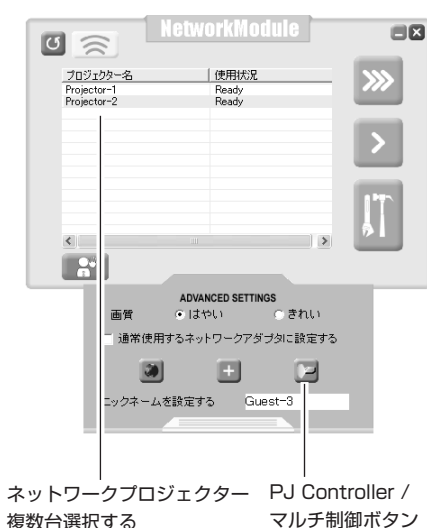 NetworkModule
プロジェクター名 使用状況
Projector-1 Ready
Projector-2 Ready
ADVANCED SETTINGS
画質 はやい きれい
通常使用するネットワークアダプタに設定する
ニックネームを設定する Guest-3
ネットワークプロジェクター
複数台選択する
PJ Controller /
マルチ制御ボタン